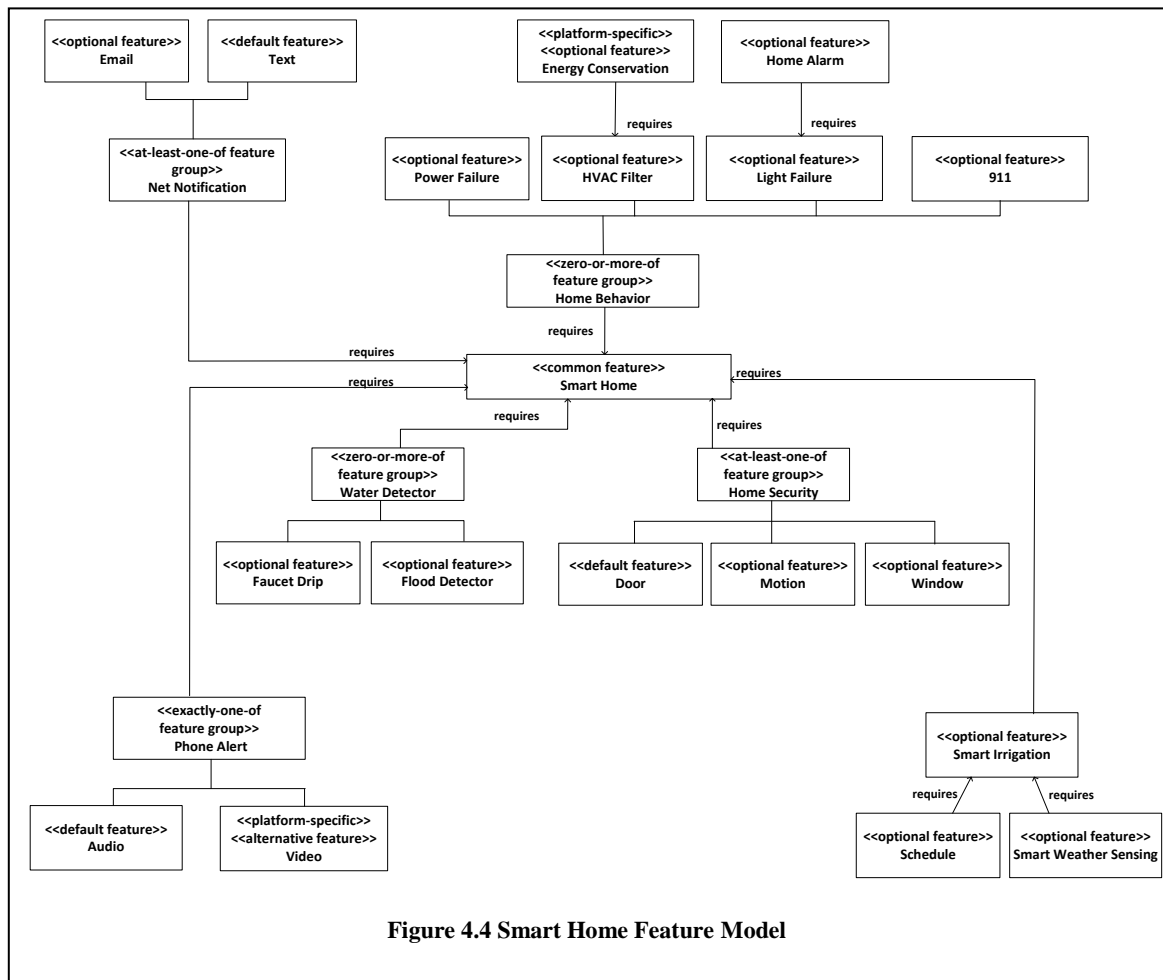 <<optional feature>>
Email
<<default feature>>
Text
<<platform-specific>>
<<optional feature>>
Energy Conservation
<<optional feature>>
Home Alarm
requires
requires
<<at-least-one-of feature
group>>
Net Notification
<<optional feature>>
Power Failure
<<optional feature>>
HVAC Filter
<<optional feature>>
Light Failure
<<optional feature>>
911
<<zero-or-more-of
feature group>>
Home Behavior
requires
requires
<<common feature>>
Smart Home
requires
requires
requires
requires
<<zero-or-more-of
feature group>>
Water Detector
<<at-least-one-of
feature group>>
Home Security
<<optional feature>>
Faucet Drip
<<optional feature>>
Flood Detector
<<default feature>>
Door
<<optional feature>>
Motion
<<optional feature>>
Window
<<exactly-one-of
feature group>>
Phone Alert
<<optional feature>>
Smart Irrigation
requires
requires
<<default feature>>
Audio
<<platform-specific>>
<<alternative feature>>
Video
<<optional feature>>
Schedule
<<optional feature>>
Smart Weather Sensing
Figure 4.4 Smart Home Feature Model